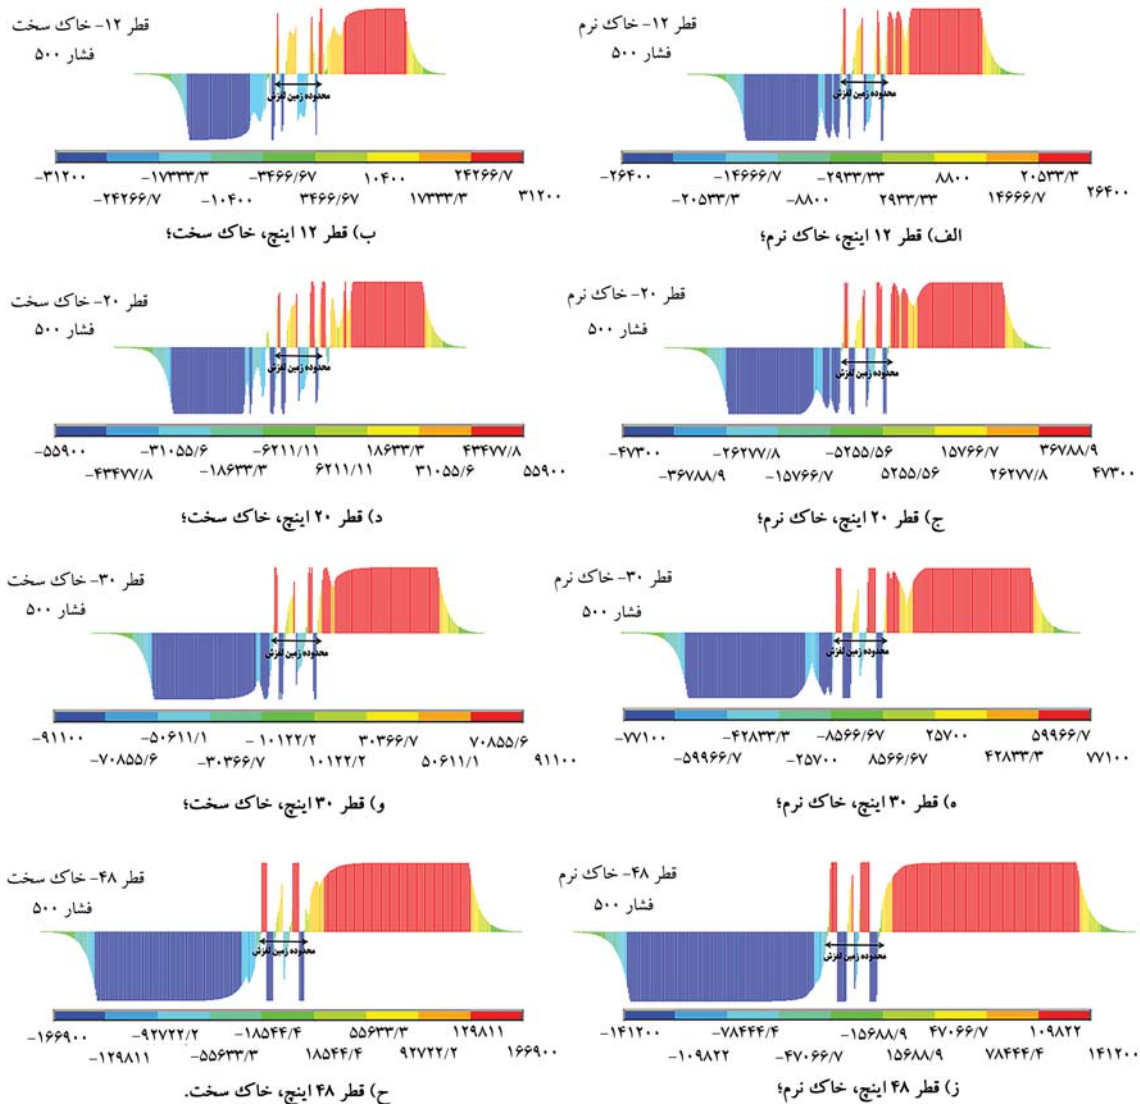 قطر ۱۲- خاک نرم
فشار ۵۰۰
محدوده زمین لغزش
-۲۶۴۰۰ -۱۴۶۶۶/۷ -۲۹۳۳/۳۳ ۸۸۰۰ ۲۰۵۳۳/۳
-۲۰۵۳۳/۳ -۸۸۰۰ ۲۹۳۳/۳۳ ۱۴۶۶۶/۷ ۲۶۴۰۰
الف) قطر ۱۲ اینچ، خاک نرم؛
قطر ۱۲- خاک سخت
فشار ۵۰۰
محدوده زمین لغزش
-۳۱۲۰۰ -۱۷۳۳۳/۳ -۳۴۶۶/۶۷ ۱۰۴۰۰ ۲۴۲۶۶/۷
-۲۴۲۶۶/۷ -۱۰۴۰۰ ۳۴۶۶/۶۷ ۱۷۳۳۳/۳ ۳۱۲۰۰
ب) قطر ۱۲ اینچ، خاک سخت؛
قطر ۲۰- خاک نرم
فشار ۵۰۰
محدوده زمین لغزش
-۴۷۳۰۰ -۲۶۲۷۷/۸ -۵۲۵۵/۵۶ ۱۵۷۶۶/۷ ۳۶۷۸۸/۹
-۳۶۷۸۸/۹ -۱۵۷۶۶/۷ ۵۲۵۵/۵۶ ۲۶۲۷۷/۸ ۴۷۳۰۰
ج) قطر ۲۰ اینچ، خاک نرم؛
قطر ۲۰- خاک سخت
فشار ۵۰۰
محدوده زمین لغزش
-۵۵۹۰۰ -۳۱۰۵۵/۶ -۶۲۱۱/۱۱ ۱۸۶۳۳/۳ ۴۳۴۷۷/۸
-۴۳۴۷۷/۸ -۱۸۶۳۳/۳ ۶۲۱۱/۱۱ ۳۱۰۵۵/۶ ۵۵۹۰۰
د) قطر ۲۰ اینچ، خاک سخت؛
قطر ۳۰- خاک نرم
فشار ۵۰۰
محدوده زمین لغزش
-۷۷۱۰۰ -۴۲۸۳۳/۳ -۸۵۶۶/۶۷ ۲۵۷۰۰ ۵۹۹۶۶/۷
-۵۹۹۶۶/۷ -۲۵۷۰۰ ۸۵۶۶/۶۷ ۴۲۸۳۳/۳ ۷۷۱۰۰
ه) قطر ۳۰ اینچ، خاک نرم؛
قطر ۳۰- خاک سخت
فشار ۵۰۰
محدوده زمین لغزش
-۹۱۱۰۰ -۵۰۶۱۱/۱ -۱۰۱۲۲/۲ ۳۰۳۶۶/۷ ۷۰۸۵۵/۶
-۷۰۸۵۵/۶ -۳۰۳۶۶/۷ ۱۰۱۲۲/۲ ۵۰۶۱۱/۱ ۹۱۱۰۰
و) قطر ۳۰ اینچ، خاک سخت؛
قطر ۴۸- خاک نرم
فشار ۵۰۰
محدوده زمین لغزش
-۱۴۱۲۰۰ -۷۸۴۴۴/۴ -۱۵۶۸۸/۹ ۴۷۰۶۶/۷ ۱۰۹۸۲۲
-۱۰۹۸۲۲ -۴۷۰۶۶/۷ ۱۵۶۸۸/۹ ۷۸۴۴۴/۴ ۱۴۱۲۰۰
ز) قطر ۴۸ اینچ، خاک نرم؛
قطر ۴۸- خاک سخت
فشار ۵۰۰
محدوده زمین لغزش
-۱۶۶۹۰۰ -۹۲۷۲۲/۲ -۱۸۵۴۴/۴ ۵۵۶۳۳/۳ ۱۲۹۸۱۱
-۱۲۹۸۱۱ -۵۵۶۳۳/۳ ۱۸۵۴۴/۴ ۹۲۷۲۲/۲ ۱۶۶۹۰۰
ح) قطر ۴۸ اینچ، خاک سخت.